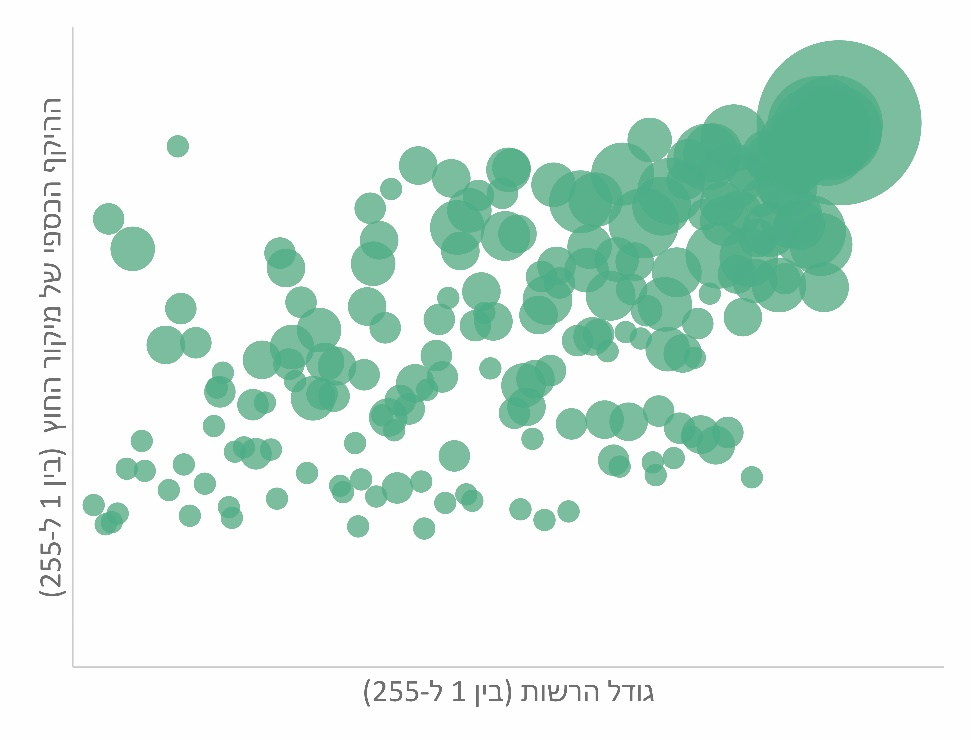 ההיקף הכספי של מיקור החוץ (בין 1 ל-255)
גודל הרשות (בין 1 ל-255)